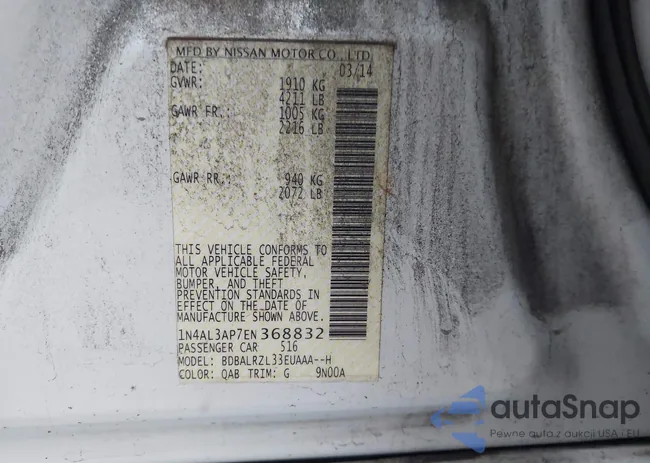 MFD BY NISSAN MOTOR CO., LTD.
DATE: 03/14
GVWR: 1910 KG
4211 LB
GAWR FR.: 1005 KG
2216 LB
GAWR RR.: 940 KG
2072 LB
THIS VEHICLE CONFORMS TO
ALL APPLICABLE FEDERAL
MOTOR VEHICLE SAFETY,
BUMPER, AND THEFT
PREVENTION STANDARDS IN
EFFECT ON THE DATE OF
MANUFACTURE SHOWN ABOVE.
1N4AL3AP7EN368832
PASSENGER CAR 516
MODEL: BDBALRZL33EUAAA--H
COLOR: QAB TRIM: G 9N00A
autaSnap
Pewne auta z aukcji USA i EU